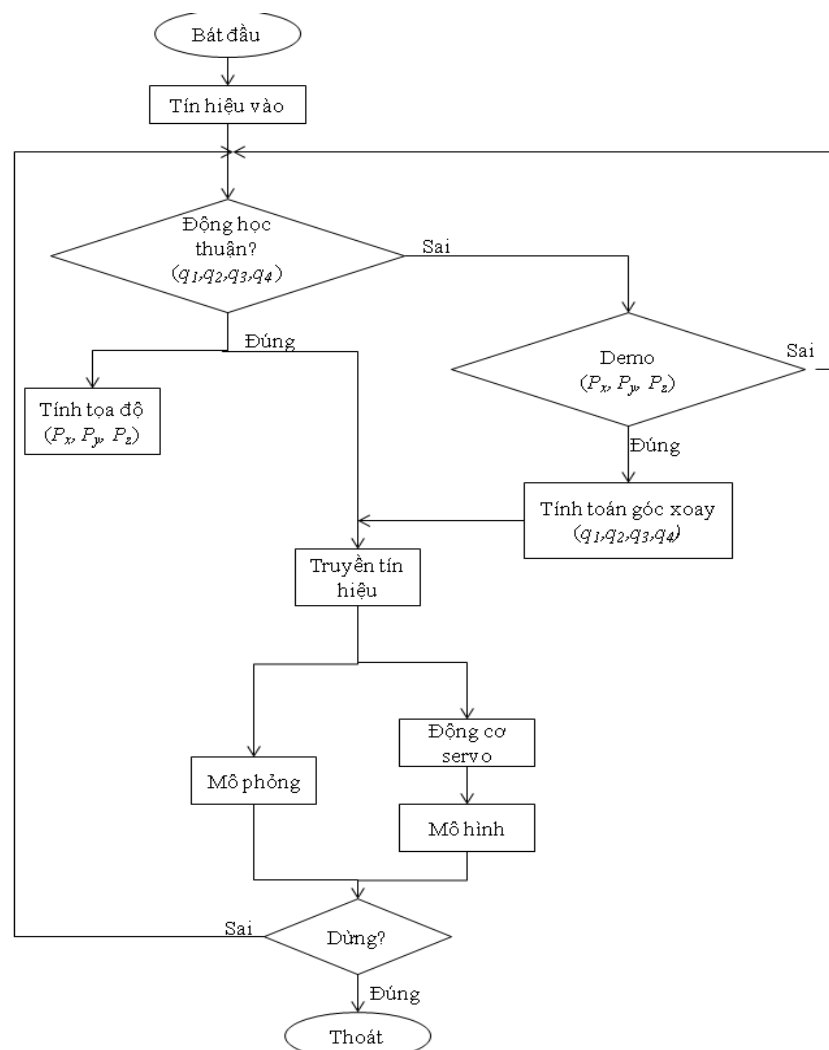 Bát đầu
Tín hiệu vào
Động học
thuận?
(q1,q2,q3,q4)
Sai
Đúng
Demo
(Px, Py, Pz)
Sai
Tính tọa độ
(Px, Py, Pz)
Đúng
Tính toán góc xoay
(q1,q2,q3,q4)
Truyền tín
hiệu
Động cơ
servo
Mô phỏng
Mô hình
Sai
Dừng?
Đúng
Thoát